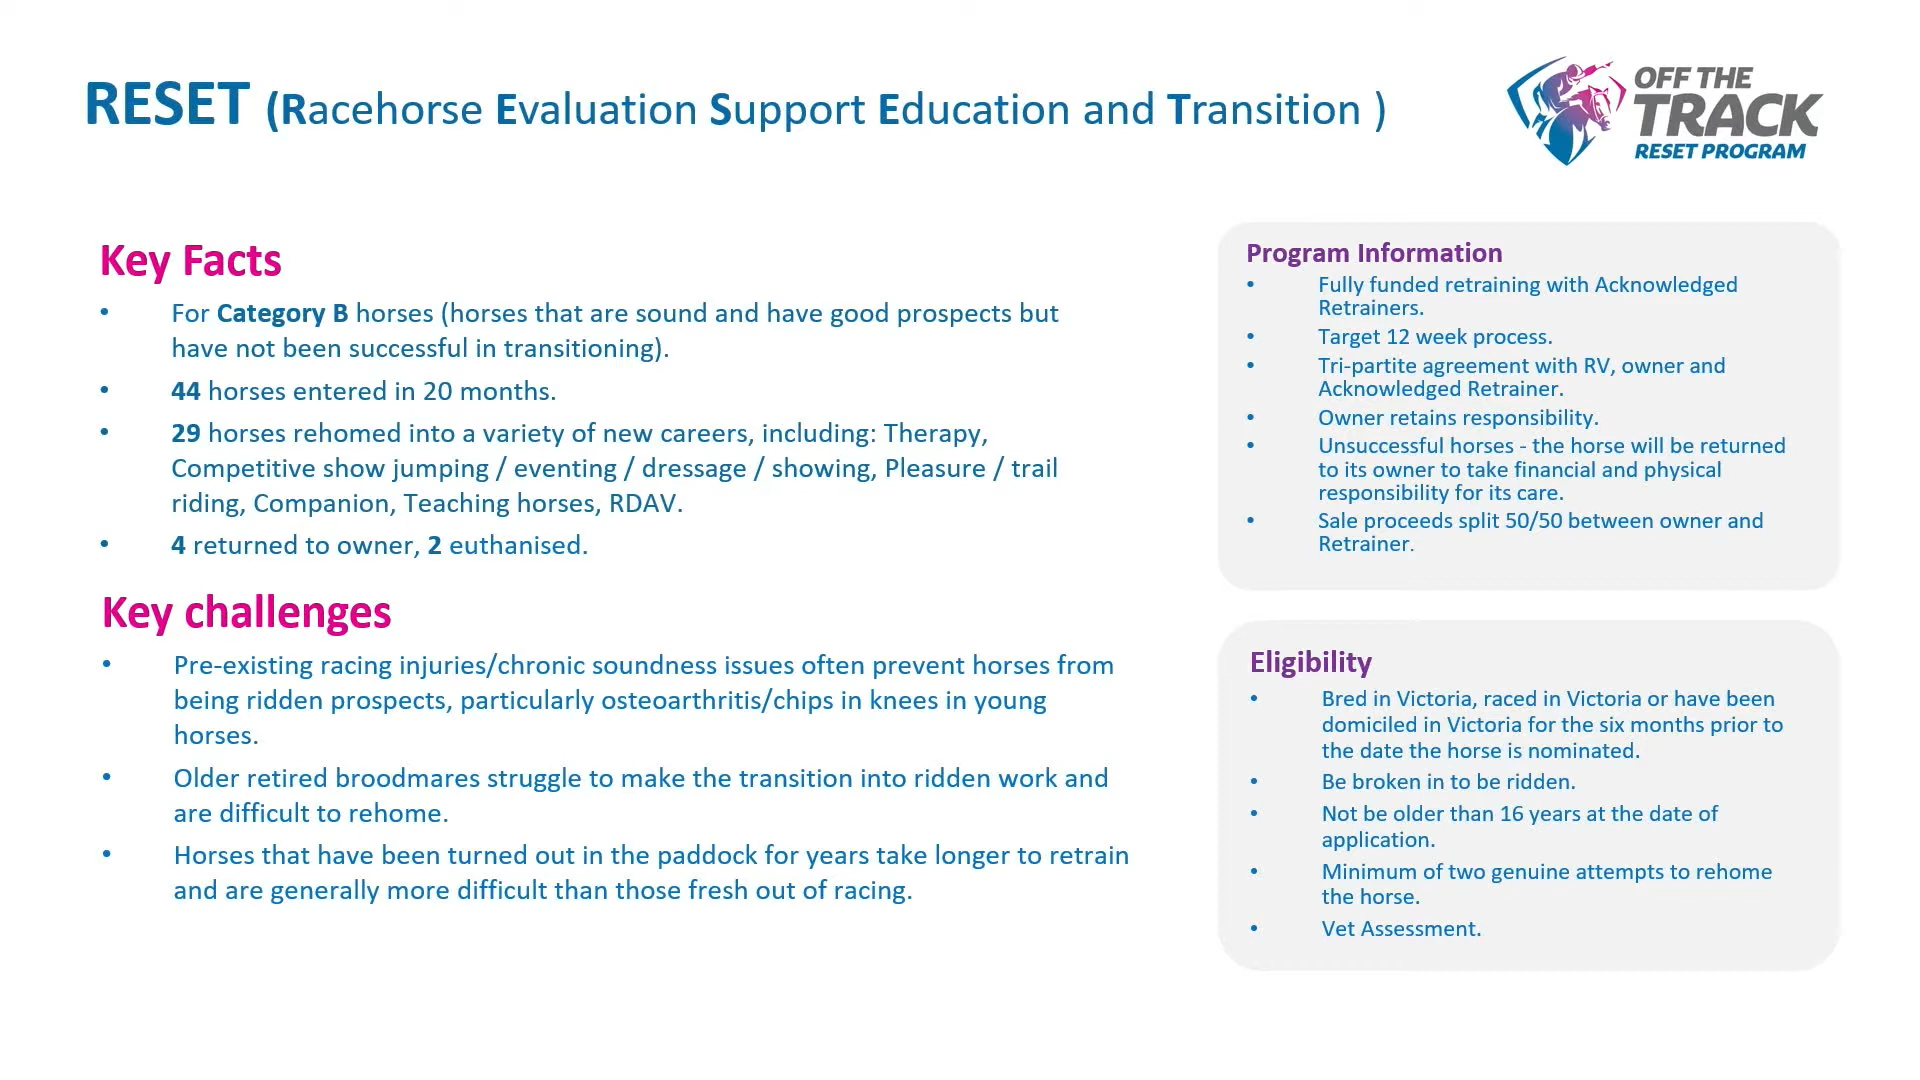 RESET (Racehorse Evaluation Support Education and Transition )
OFF THE
TRACK
RESET PROGRAM
Key Facts
• For Category B horses (horses that are sound and have good prospects but
have not been successful in transitioning).
• 44 horses entered in 20 months.
• 29 horses rehomed into a variety of new careers, including: Therapy,
Competitive show jumping / eventing / dressage / showing, Pleasure / trail
riding, Companion, Teaching horses, RDAV.
• 4 returned to owner, 2 euthanised.
Key challenges
• Pre-existing racing injuries/chronic soundness issues often prevent horses from
being ridden prospects, particularly osteoarthritis/chips in knees in young
horses.
• Older retired broodmares struggle to make the transition into ridden work and
are difficult to rehome.
• Horses that have been turned out in the paddock for years take longer to retrain
and are generally more difficult than those fresh out of racing.
Program Information
• Fully funded retraining with Acknowledged
Retrainers.
• Target 12 week process.
• Tri-partite agreement with RV, owner and
Acknowledged Retrainer.
• Owner retains responsibility.
• Unsuccessful horses - the horse will be returned
to its owner to take financial and physical
responsibility for its care.
• Sale proceeds split 50/50 between owner and
Retrainer.
Eligibility
• Bred in Victoria, raced in Victoria or have been
domiciled in Victoria for the six months prior to
the date the horse is nominated.
• Be broken in to be ridden.
• Not be older than 16 years at the date of
application.
• Minimum of two genuine attempts to rehome
the horse.
• Vet Assessment.